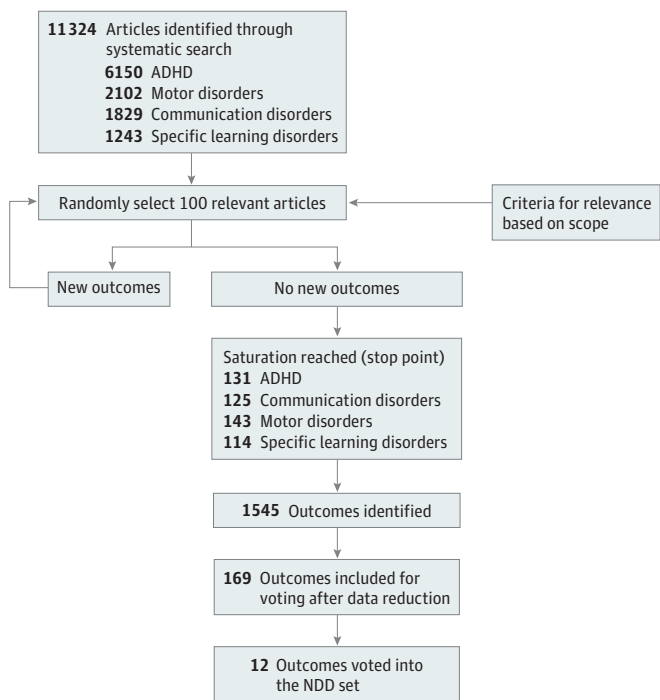 11324 Articles identified through
systematic search
6150 ADHD
2102 Motor disorders
1829 Communication disorders
1243 Specific learning disorders
Randomly select 100 relevant articles
Criteria for relevance
based on scope
New outcomes
No new outcomes
Saturation reached (stop point)
131 ADHD
125 Communication disorders
143 Motor disorders
114 Specific learning disorders
1545 Outcomes identified
169 Outcomes included for
voting after data reduction
12 Outcomes voted into
the NDD set